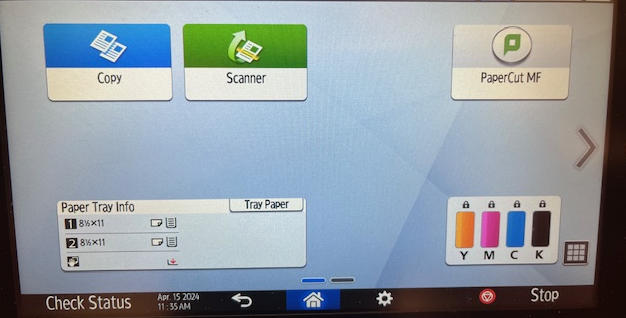 Copy
Scanner
PaperCut MF
Paper Tray Info
Tray Paper
1 8½×11
2 8½×11
Y M C K
Check Status
Apr. 15 2024
11:35 AM
Stop